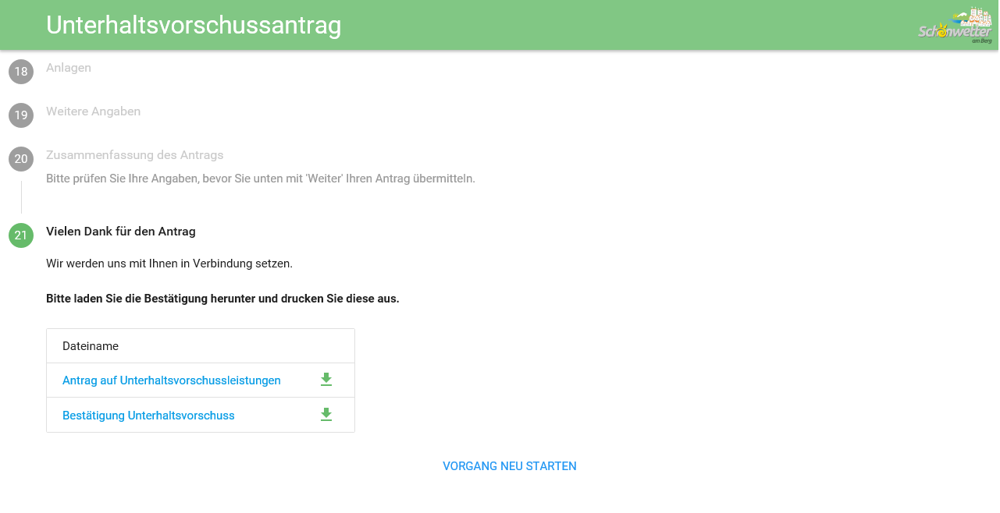 Unterhaltsvorschussantrag
Schönwetter
am Berg
18 Anlagen
19 Weitere Angaben
20 Zusammenfassung des Antrags
Bitte prüfen Sie Ihre Angaben, bevor Sie unten mit 'Weiter' Ihren Antrag übermitteln.
21 Vielen Dank für den Antrag
Wir werden uns mit Ihnen in Verbindung setzen.
Bitte laden Sie die Bestätigung herunter und drucken Sie diese aus.
Dateiname
Antrag auf Unterhaltsvorschussleistungen
Bestätigung Unterhaltsvorschuss
VORGANG NEU STARTEN